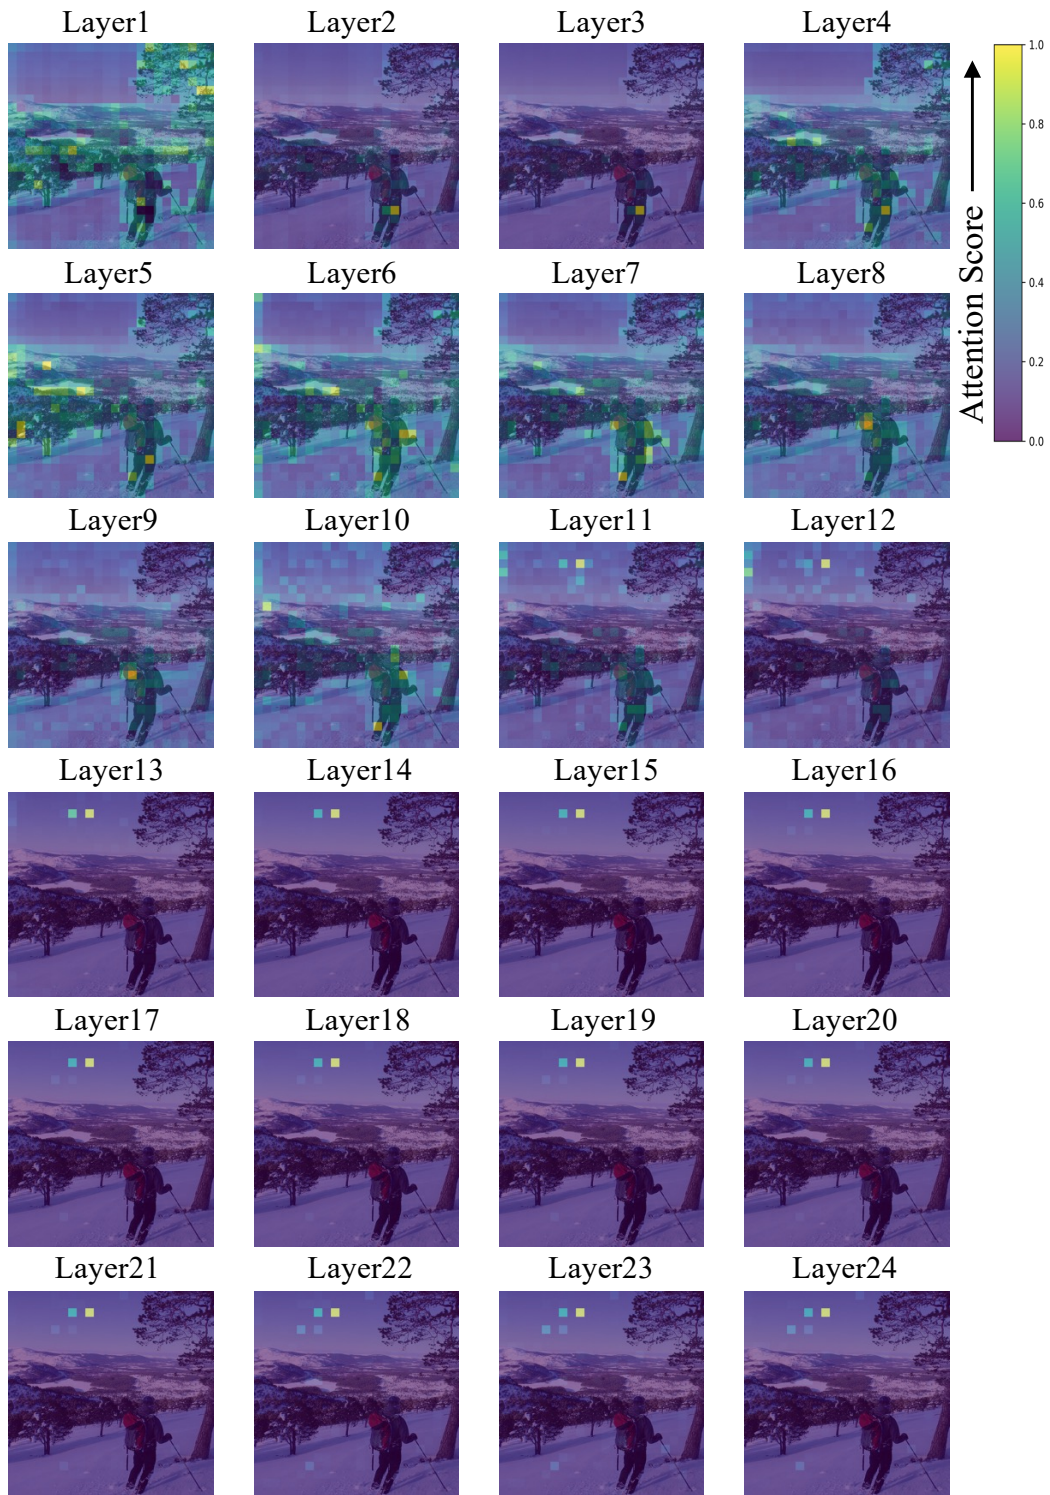 Layer1
Layer2
Layer3
Layer4
1.0
0.8
0.6
0.4
0.2
0.0
Attention Score
Layer5
Layer6
Layer7
Layer8
Layer9
Layer10
Layer11
Layer12
Layer13
Layer14
Layer15
Layer16
Layer17
Layer18
Layer19
Layer20
Layer21
Layer22
Layer23
Layer24